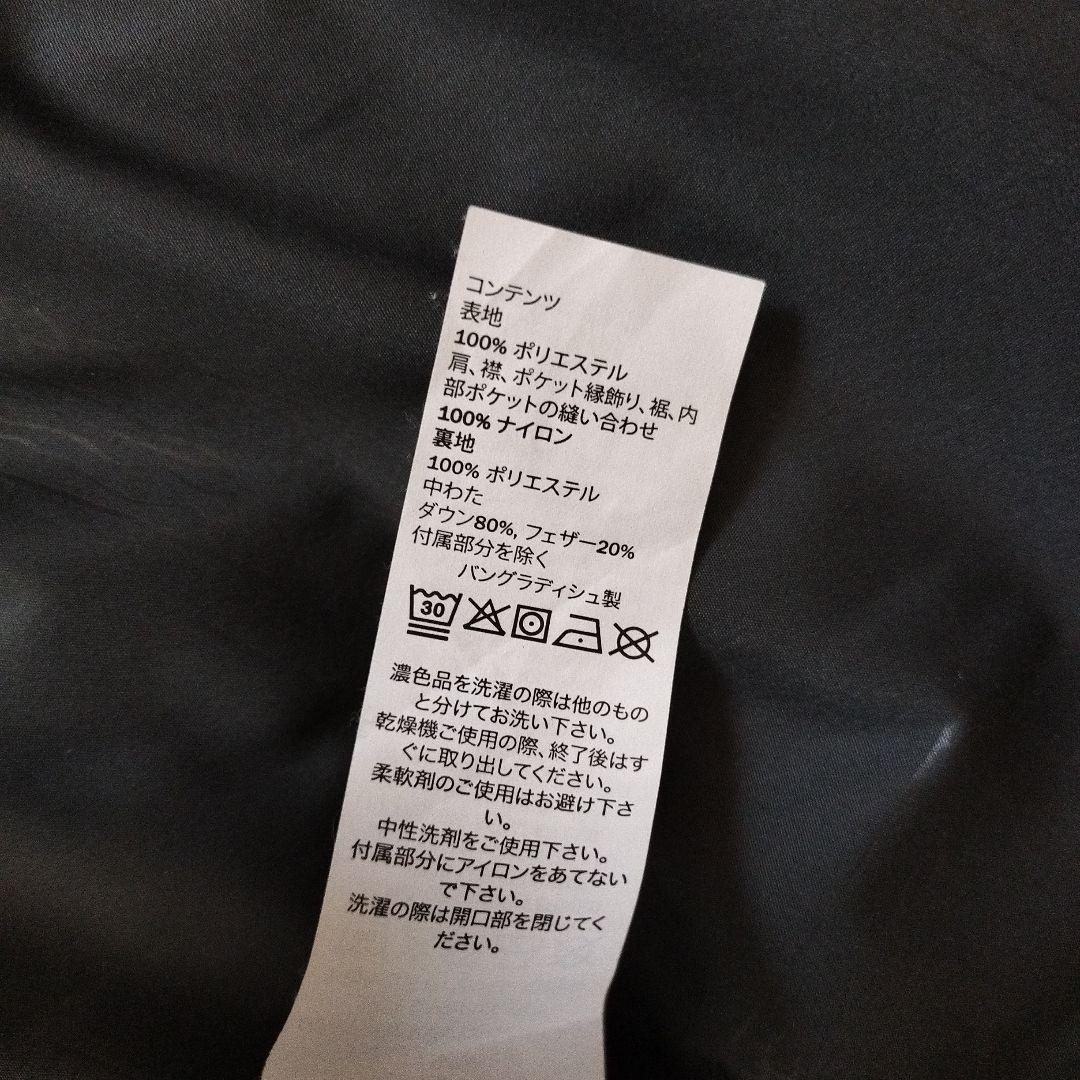 コンテンツ
表地
100% ポリエステル
肩、襟、ポケット縁飾り、裾、内
部ポケットの縫い合わせ
100% ナイロン
裏地
100% ポリエステル
中わた
ダウン80%, フェザー20%
付属部分を除く
バングラディシュ製
30
濃色品を洗濯の際は他のもの
と分けてお洗い下さい。
乾燥機ご使用の際、終了後はす
ぐに取り出してください。
柔軟剤のご使用はお避け下さ
い。
中性洗剤をご使用下さい。
付属部分にアイロンをあてない
で下さい。
洗濯の際は開口部を閉じてく
ださい。